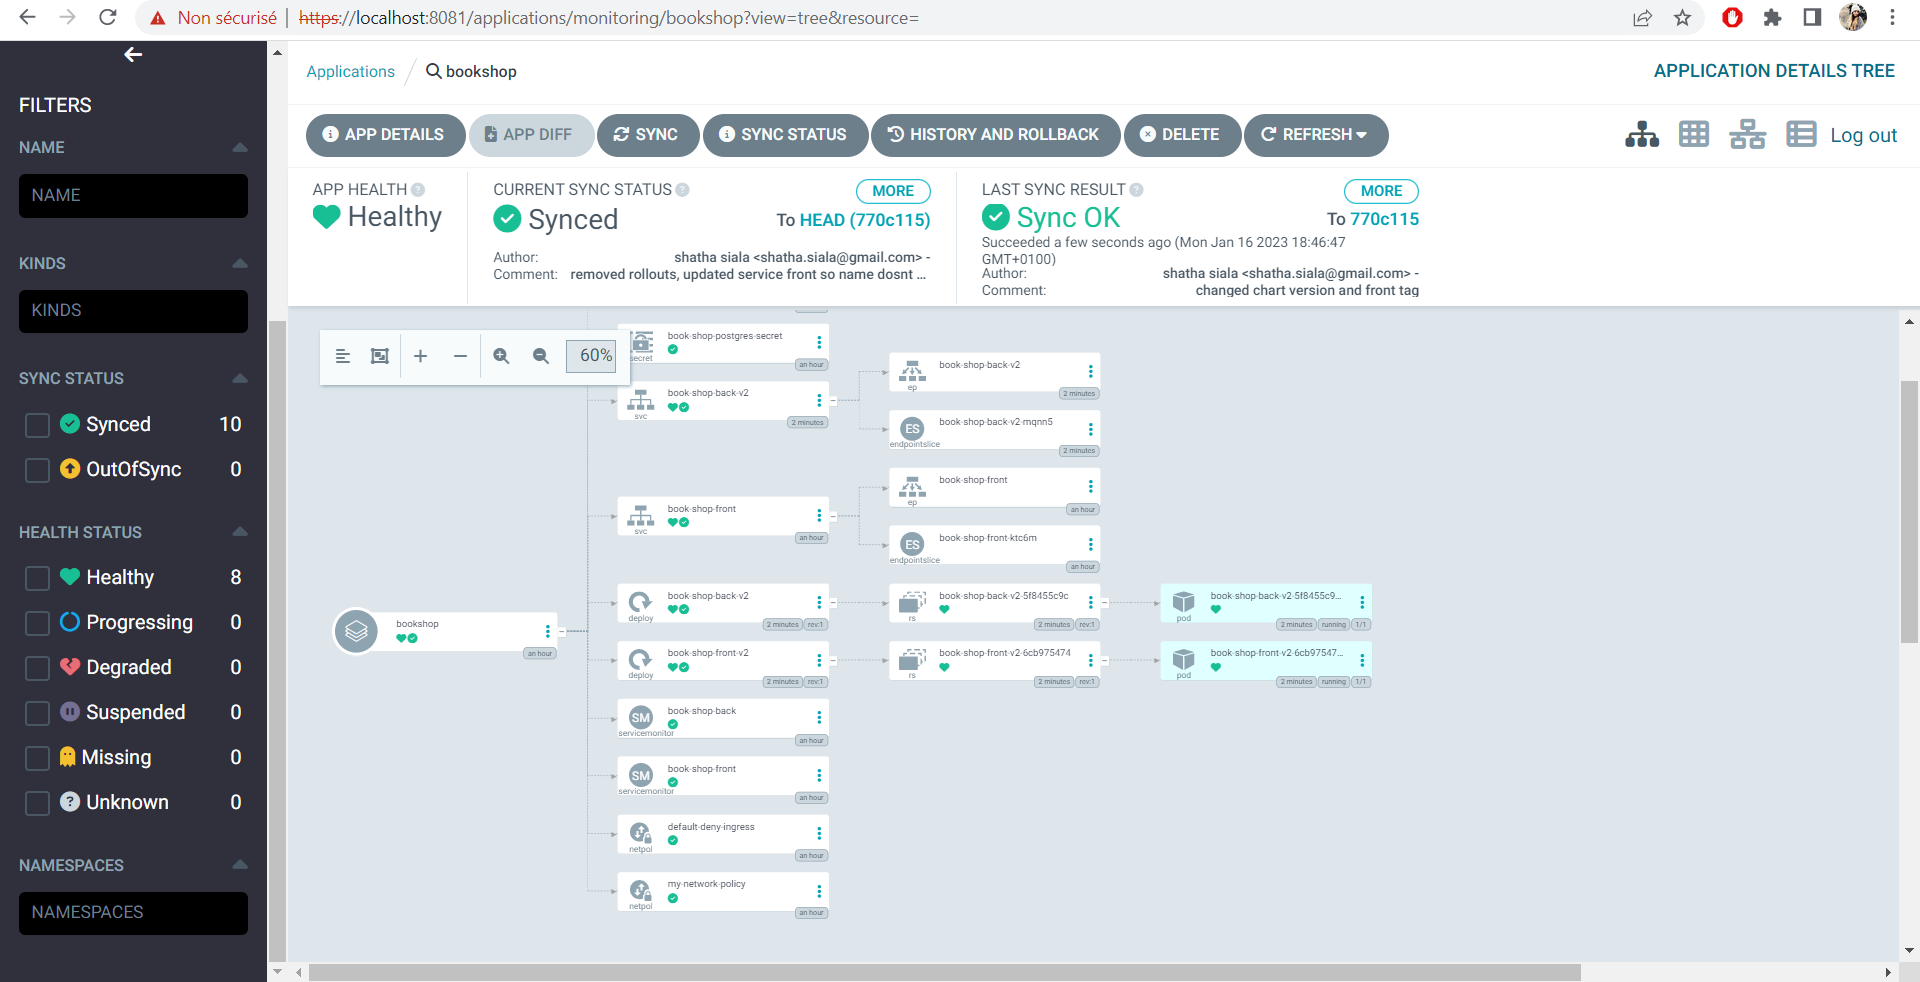 Non sécurisé | https://localhost:8081/applications/monitoring/bookshop?view=tree&resource=
FILTERS
NAME
NAME
KINDS
KINDS
SYNC STATUS
Synced 10
OutOfSync 0
HEALTH STATUS
Healthy 8
Progressing 0
Degraded 0
Suspended 0
Missing 0
Unknown 0
NAMESPACES
NAMESPACES
Applications / bookshop
APPLICATION DETAILS TREE
APP DETAILS
APP DIFF
SYNC
SYNC STATUS
HISTORY AND ROLLBACK
DELETE
REFRESH
Log out
APP HEALTH
Healthy
CURRENT SYNC STATUS
MORE
Synced
To HEAD (770c115)
Author: shatha siala <shatha.siala@gmail.com> -
Comment: removed rollouts, updated service front so name dosnt ...
LAST SYNC RESULT
MORE
Sync OK
To 770c115
Succeeded a few seconds ago (Mon Jan 16 2023 18:46:47
GMT+0100)
Author: shatha siala <shatha.siala@gmail.com> -
Comment: changed chart version and front tag
60%
bookshop
an hour
book-shop-postgres-secret
secret
an hour
book-shop-back-v2
svc
2 minutes
book-shop-back-v2
ep
2 minutes
book-shop-back-v2-mqnn5
ES
endpointslice
2 minutes
book-shop-front
svc
an hour
book-shop-front
ep
an hour
book-shop-front-ktc6m
ES
endpointslice
an hour
book-shop-back-v2
deploy
2 minutes rev:1
book-shop-back-v2-5f8455c9c
rs
2 minutes rev:1
book-shop-back-v2-5f8455c9...
pod
2 minutes running 1/1
book-shop-front-v2
deploy
2 minutes rev:1
book-shop-front-v2-6cb975474
rs
2 minutes rev:1
book-shop-front-v2-6cb97547...
pod
2 minutes running 1/1
book-shop-back
SM
servicemonitor
an hour
book-shop-front
SM
servicemonitor
an hour
default-deny-ingress
netpol
an hour
my-network-policy
netpol
an hour